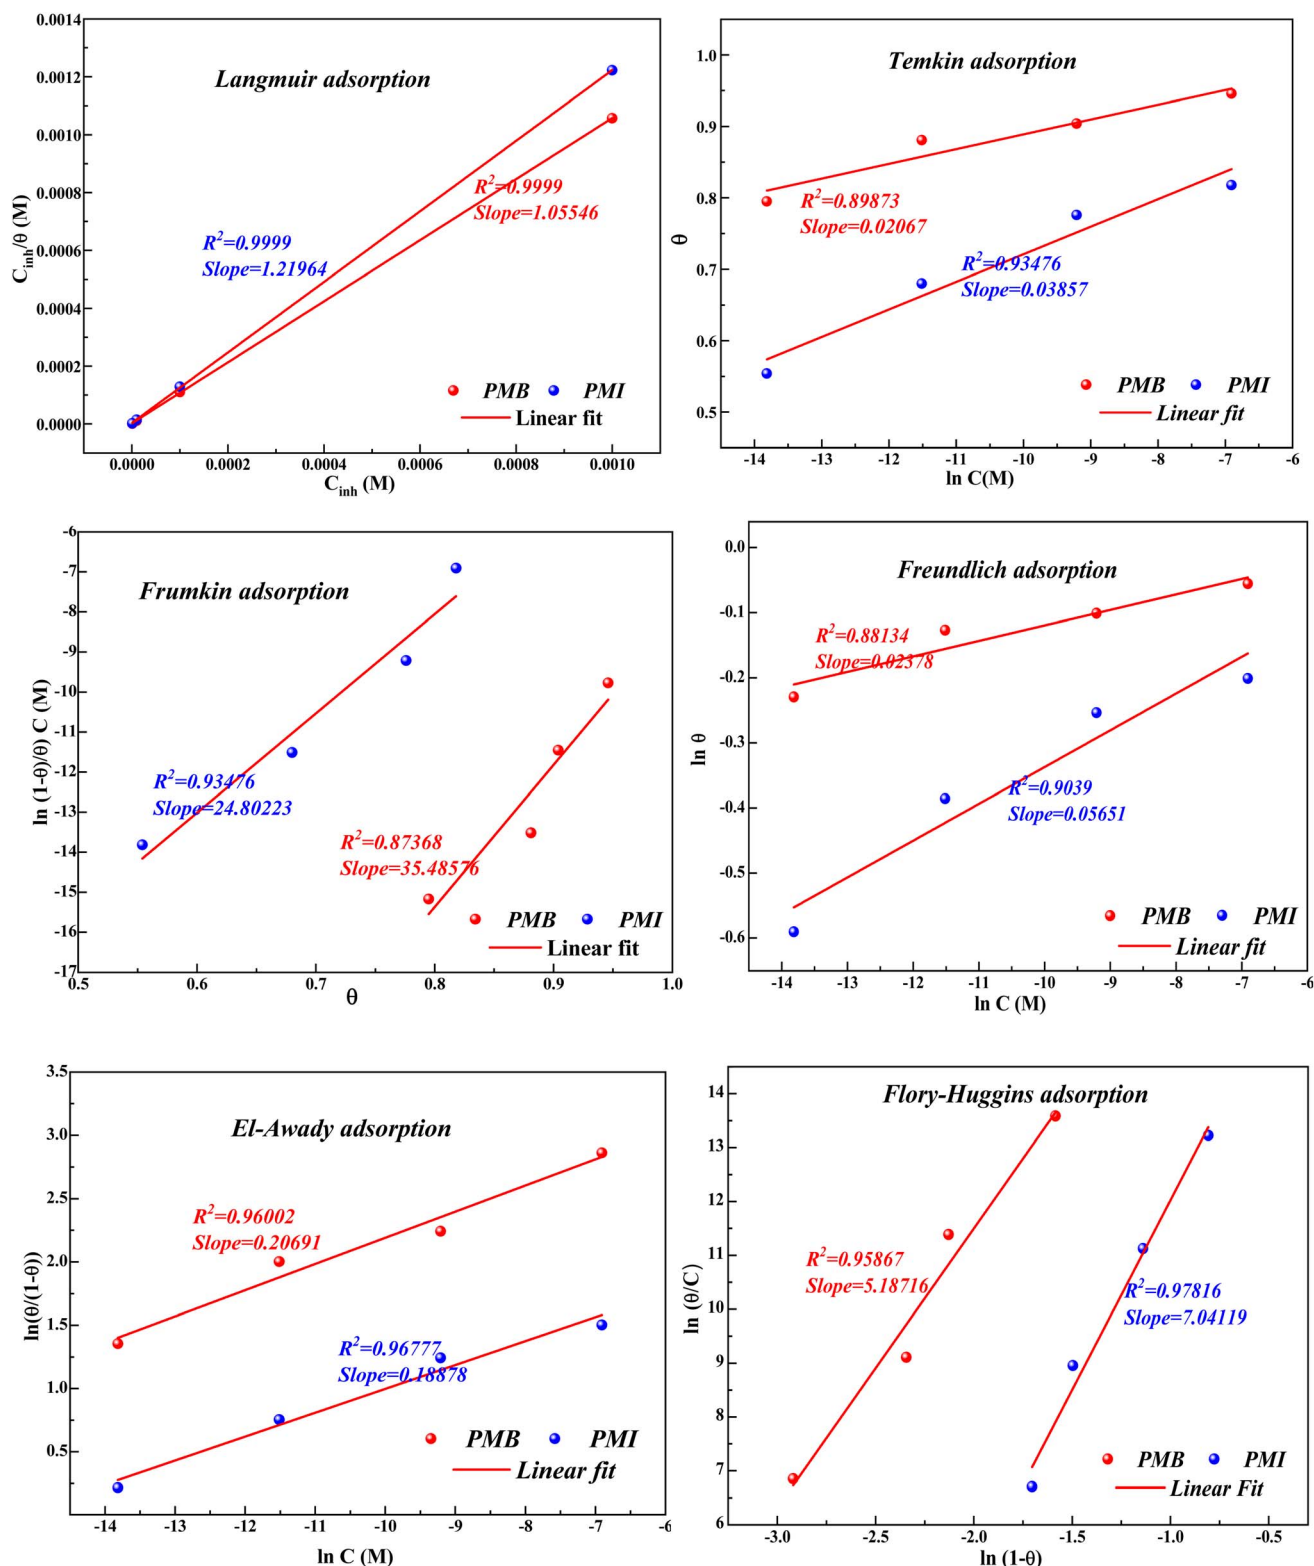 Langmuir adsorption
C_inh/θ (M)
0.0014
0.0012
0.0010
0.0008
0.0006
0.0004
0.0002
0.0000
R²=0.9999
Slope=1.05546
R²=0.9999
Slope=1.21964
PMB PMI
Linear fit
0.0000 0.0002 0.0004 0.0006 0.0008 0.0010
C_inh (M)
Temkin adsorption
θ
1.0
0.9
0.8
0.7
0.6
0.5
R²=0.89873
Slope=0.02067
R²=0.93476
Slope=0.03857
PMB PMI
Linear fit
-14 -13 -12 -11 -10 -9 -8 -7 -6
ln C(M)
Frumkin adsorption
ln (1-θ)/θ) C (M)
-6
-7
-8
-9
-10
-11
-12
-13
-14
-15
-16
-17
R²=0.93476
Slope=24.80223
R²=0.87368
Slope=35.48576
PMB PMI
Linear fit
0.5 0.6 0.7 0.8 0.9 1.0
θ
Freundlich adsorption
ln θ
0.0
-0.1
-0.2
-0.3
-0.4
-0.5
-0.6
R²=0.88134
Slope=0.02378
R²=0.9039
Slope=0.05651
PMB PMI
Linear fit
-14 -13 -12 -11 -10 -9 -8 -7 -6
ln C (M)
El-Awady adsorption
ln(θ/(1-θ))
3.5
3.0
2.5
2.0
1.5
1.0
0.5
R²=0.96002
Slope=0.20691
R²=0.96777
Slope=0.18878
PMB PMI
Linear fit
-14 -13 -12 -11 -10 -9 -8 -7 -6
ln C (M)
Flory-Huggins adsorption
ln (θ/C)
14
13
12
11
10
9
8
7
6
R²=0.95867
Slope=5.18716
R²=0.97816
Slope=7.04119
PMB PMI
Linear Fit
-3.0 -2.5 -2.0 -1.5 -1.0 -0.5
ln (1-θ)